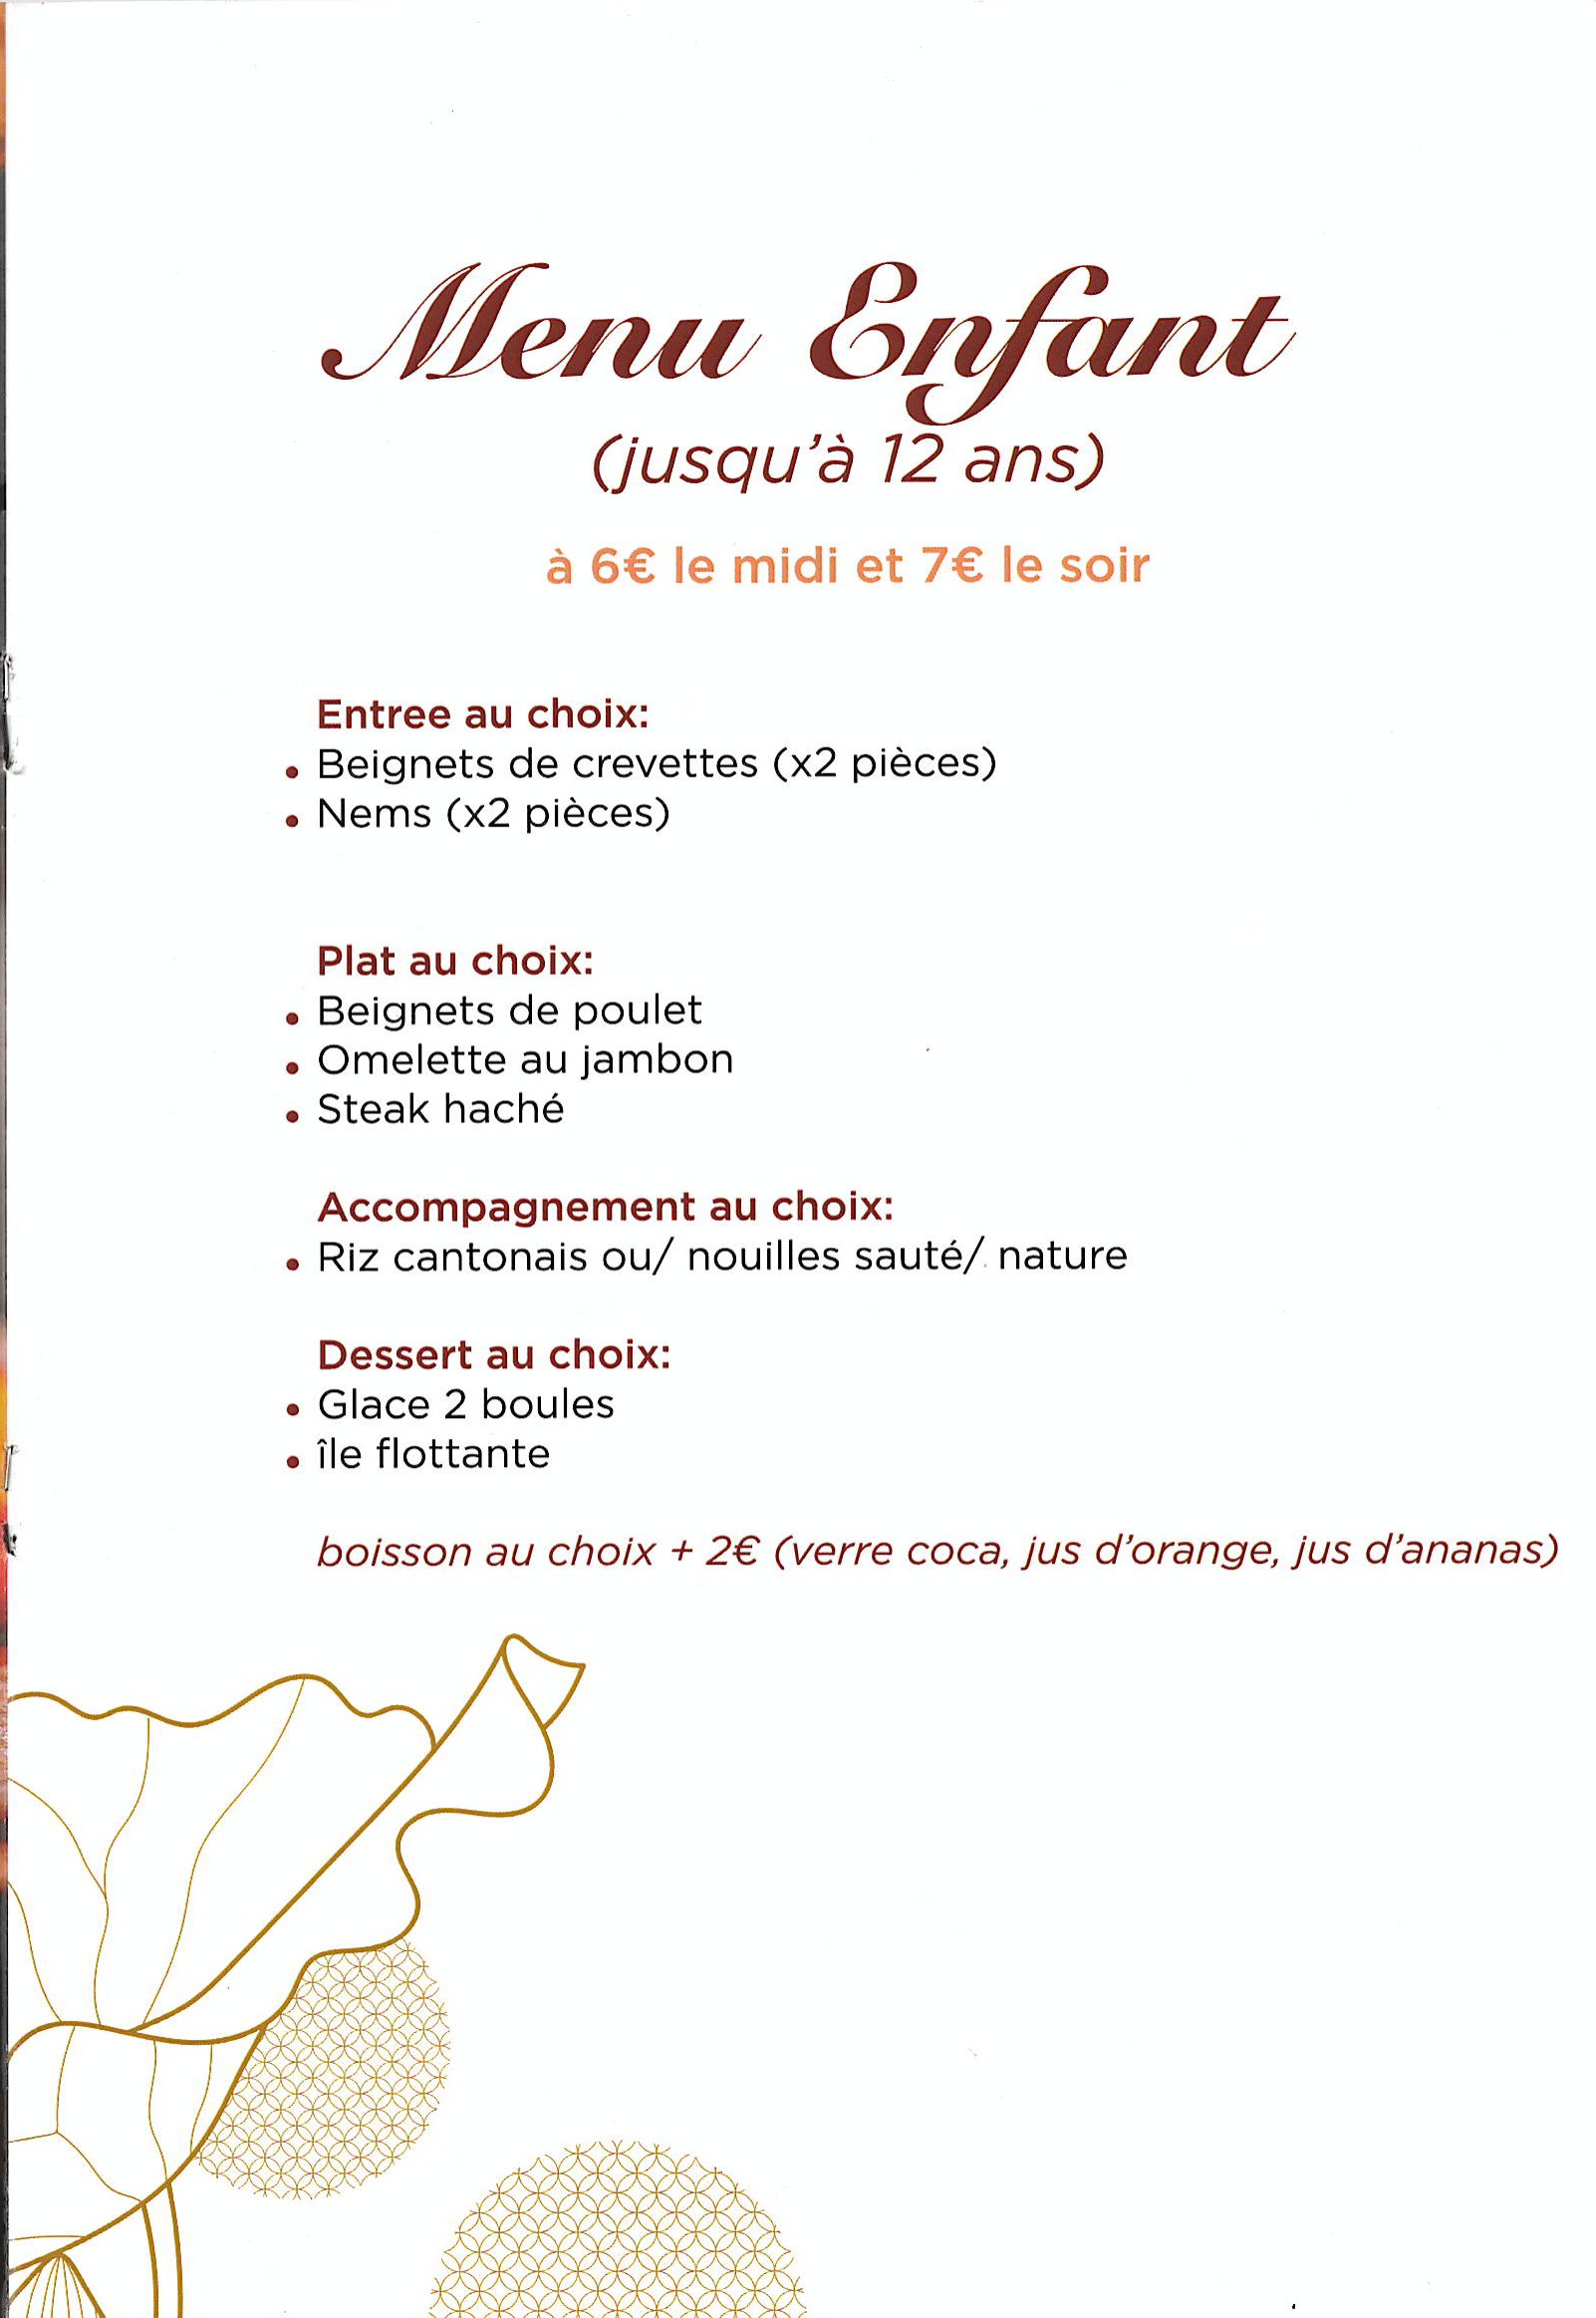 Menu Enfant
(jusqu'à 12 ans)
à 6€ le midi et 7€ le soir
Entree au choix:
• Beignets de crevettes (x2 pièces)
• Nems (x2 pièces)
Plat au choix:
• Beignets de poulet
• Omelette au jambon
• Steak haché
Accompagnement au choix:
• Riz cantonais ou/ nouilles sauté/ nature
Dessert au choix:
• Glace 2 boules
• île flottante
boisson au choix + 2€ (verre coca, jus d'orange, jus d'ananas)